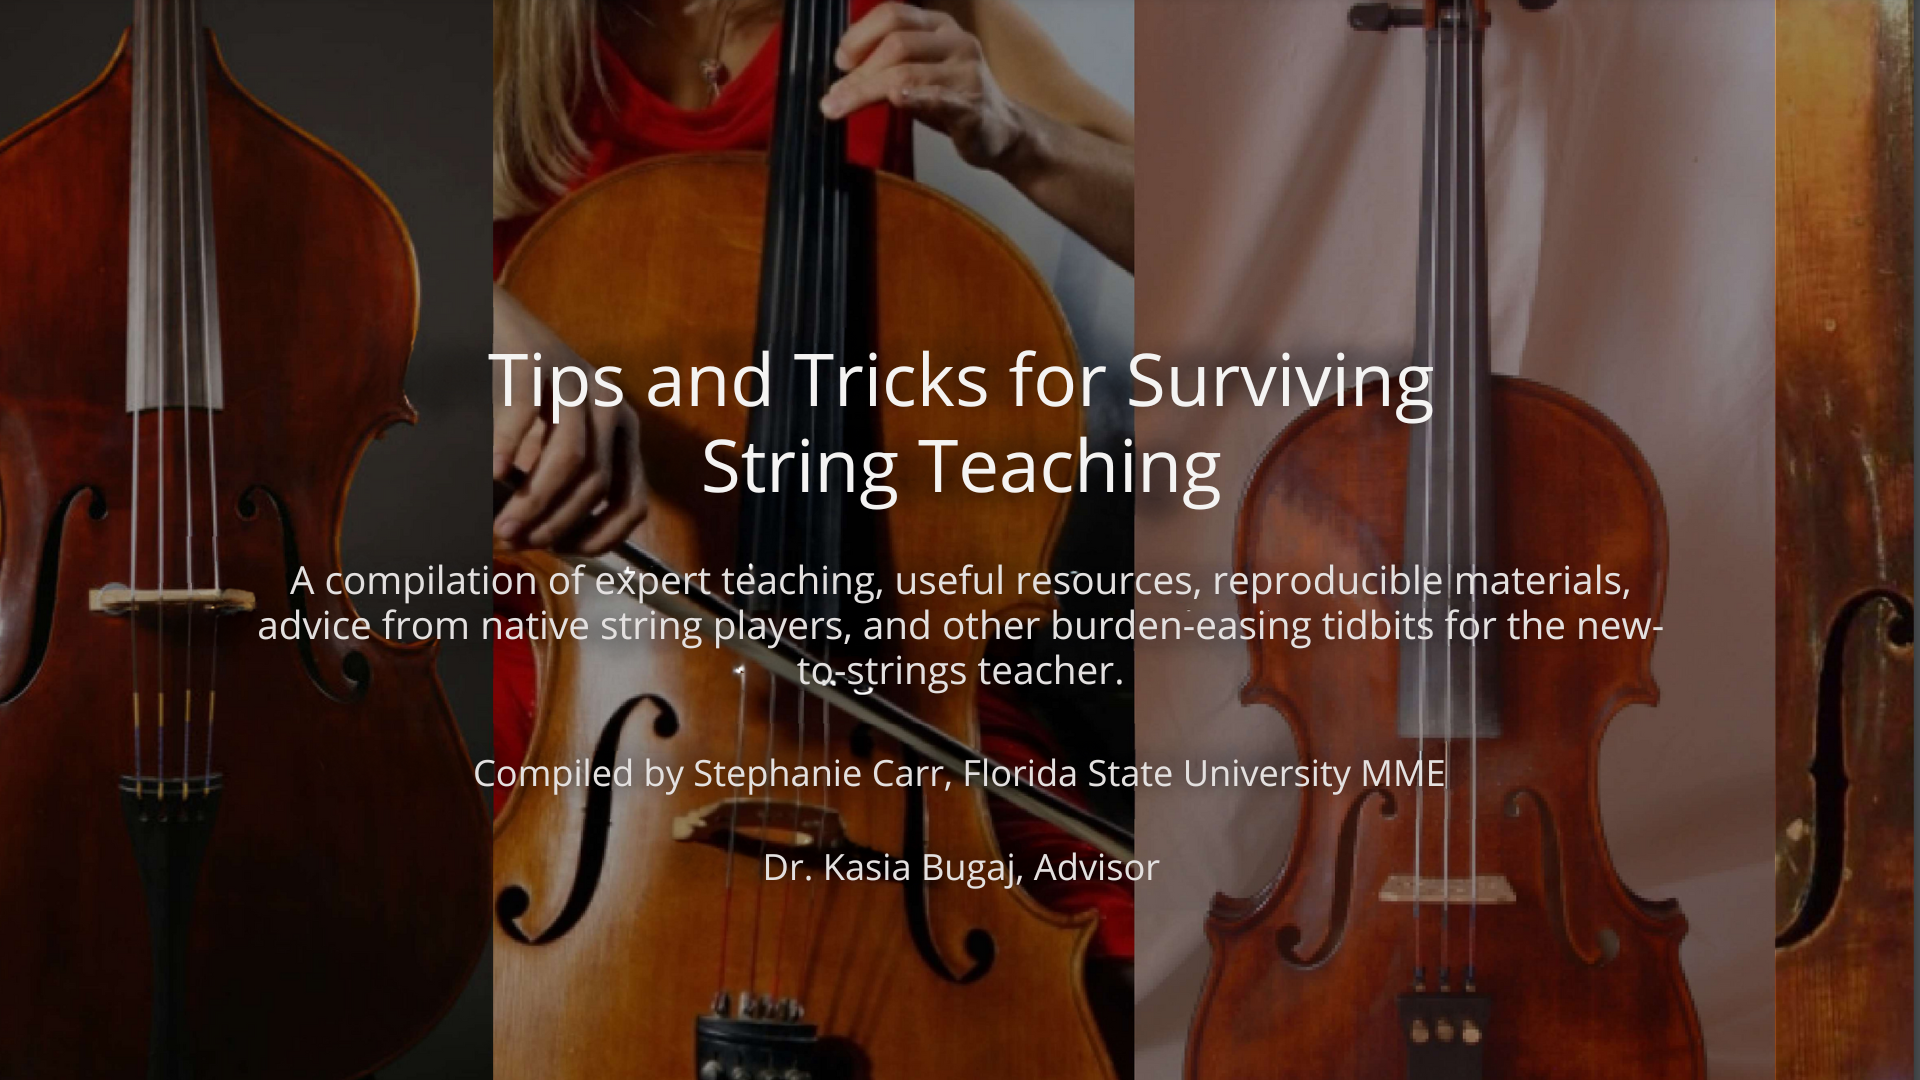 Tips and Tricks for Surviving
String Teaching
A compilation of expert teaching, useful resources, reproducible materials,
advice from native string players, and other burden-easing tidbits for the new-
to-strings teacher.
Compiled by Stephanie Carr, Florida State University MME
Dr. Kasia Bugaj, Advisor